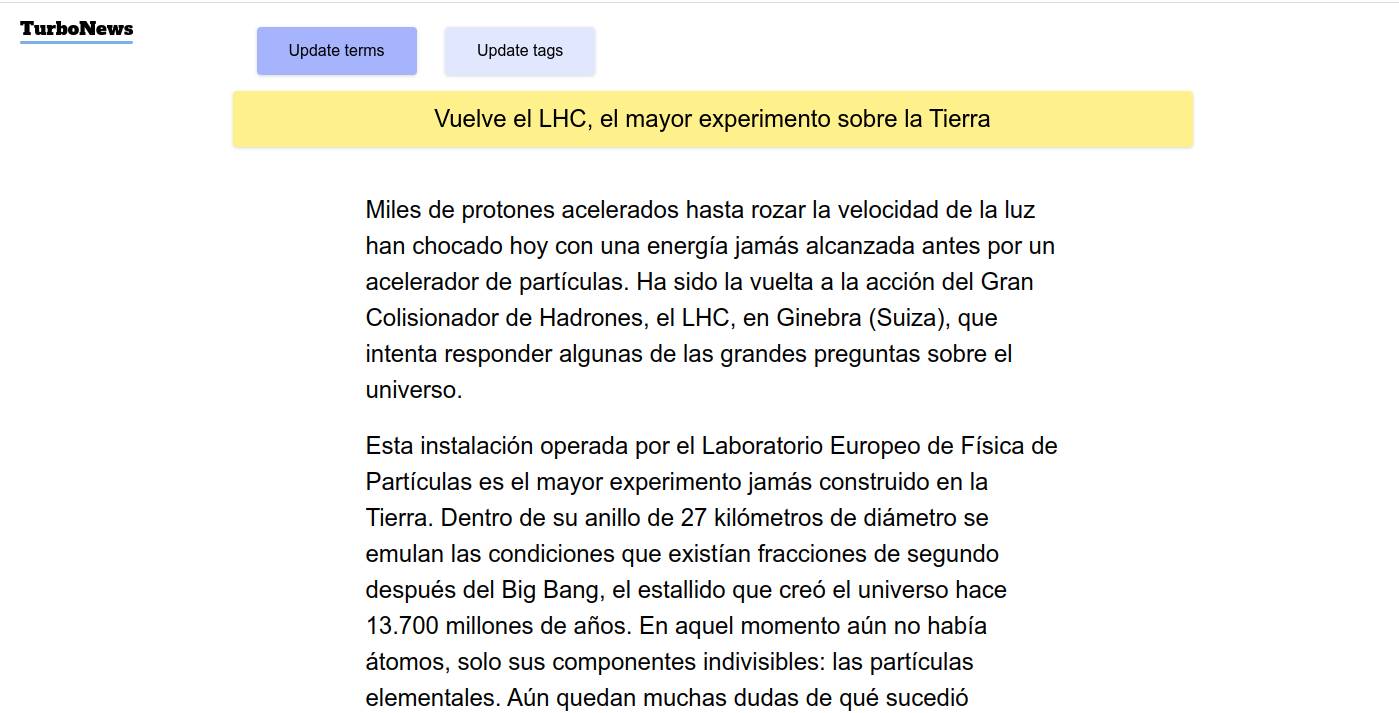 TurboNews
Update terms
Update tags
Vuelve el LHC, el mayor experimento sobre la Tierra
Miles de protones acelerados hasta rozar la velocidad de la luz
han chocado hoy con una energía jamás alcanzada antes por un
acelerador de partículas. Ha sido la vuelta a la acción del Gran
Colisionador de Hadrones, el LHC, en Ginebra (Suiza), que
intenta responder algunas de las grandes preguntas sobre el
universo.
Esta instalación operada por el Laboratorio Europeo de Física de
Partículas es el mayor experimento jamás construido en la
Tierra. Dentro de su anillo de 27 kilómetros de diámetro se
emulan las condiciones que existían fracciones de segundo
después del Big Bang, el estallido que creó el universo hace
13.700 millones de años. En aquel momento aún no había
átomos, solo sus componentes indivisibles: las partículas
elementales. Aún quedan muchas dudas de qué sucedió